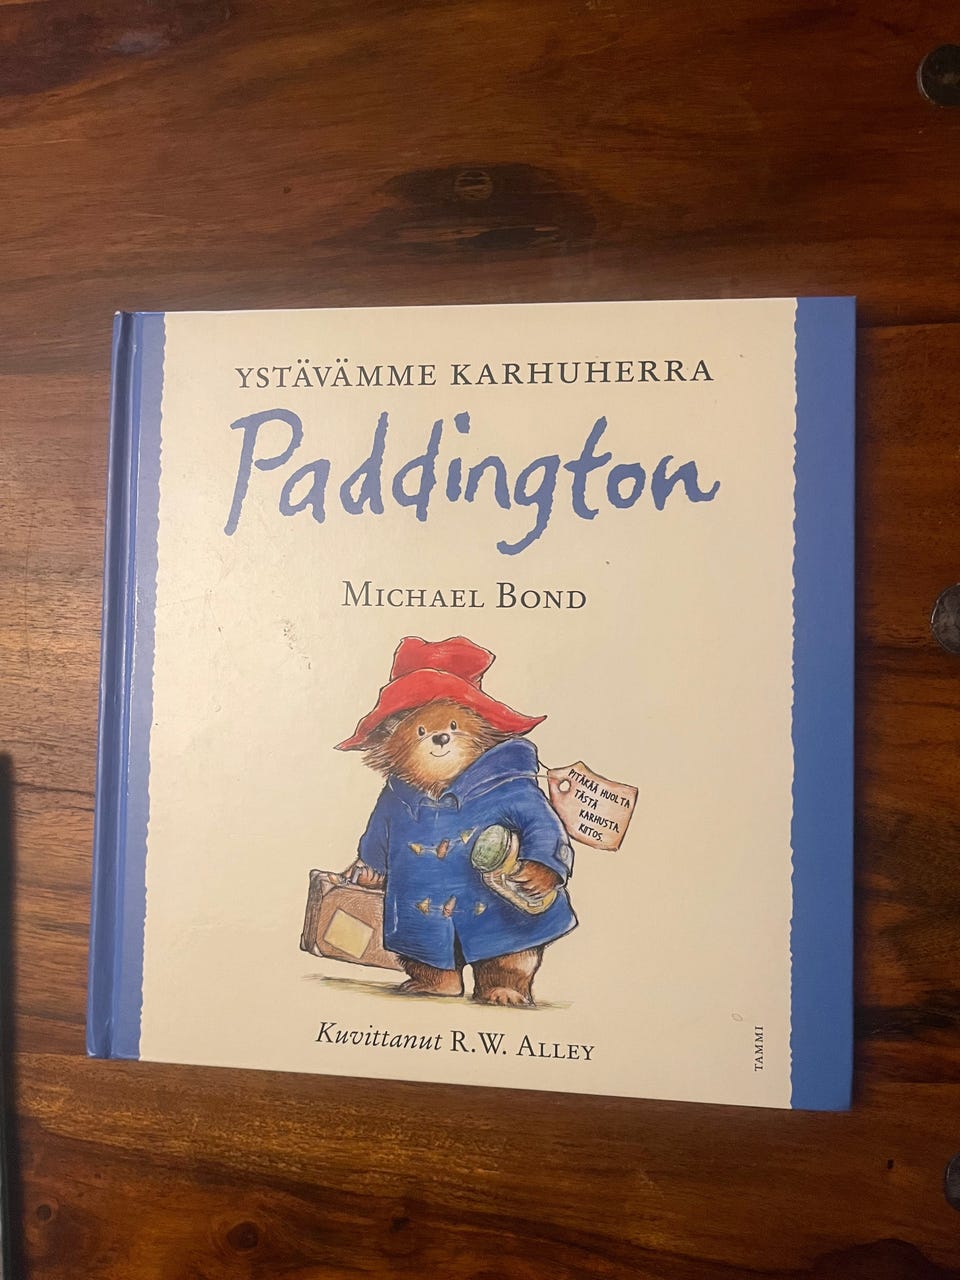 YSTÄVÄMME KARHUHERRA
Paddington
MICHAEL BOND
PITÄKÄÄ HUOLTA
TÄSTÄ
KARHUSTA.
KIITOS.
Kuvittanut R.W. ALLEY
TAMMI